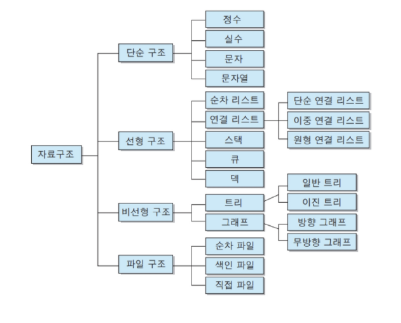 자료구조
단순 구조
정수
실수
문자
문자열
선형 구조
순차 리스트
연결 리스트
단순 연결 리스트
이중 연결 리스트
원형 연결 리스트
스택
큐
덱
비선형 구조
트리
일반 트리
이진 트리
그래프
방향 그래프
무방향 그래프
파일 구조
순차 파일
색인 파일
직접 파일